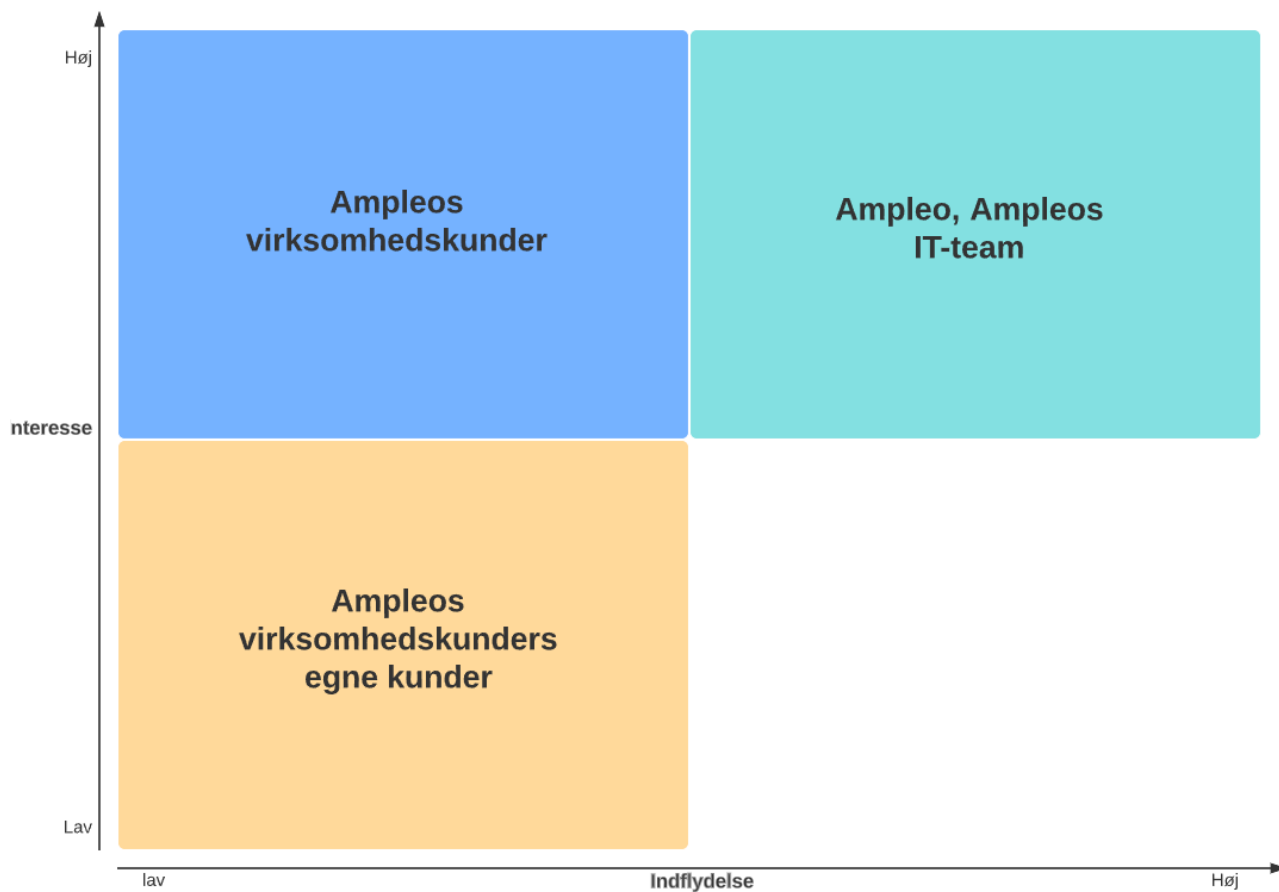 Høj
Ampleos
virksomhedskunder
Ampleo, Ampleos
IT-team
nteresse
Ampleos
virksomhedskunders
egne kunder
Lav
lav
Indflydelse
Høj